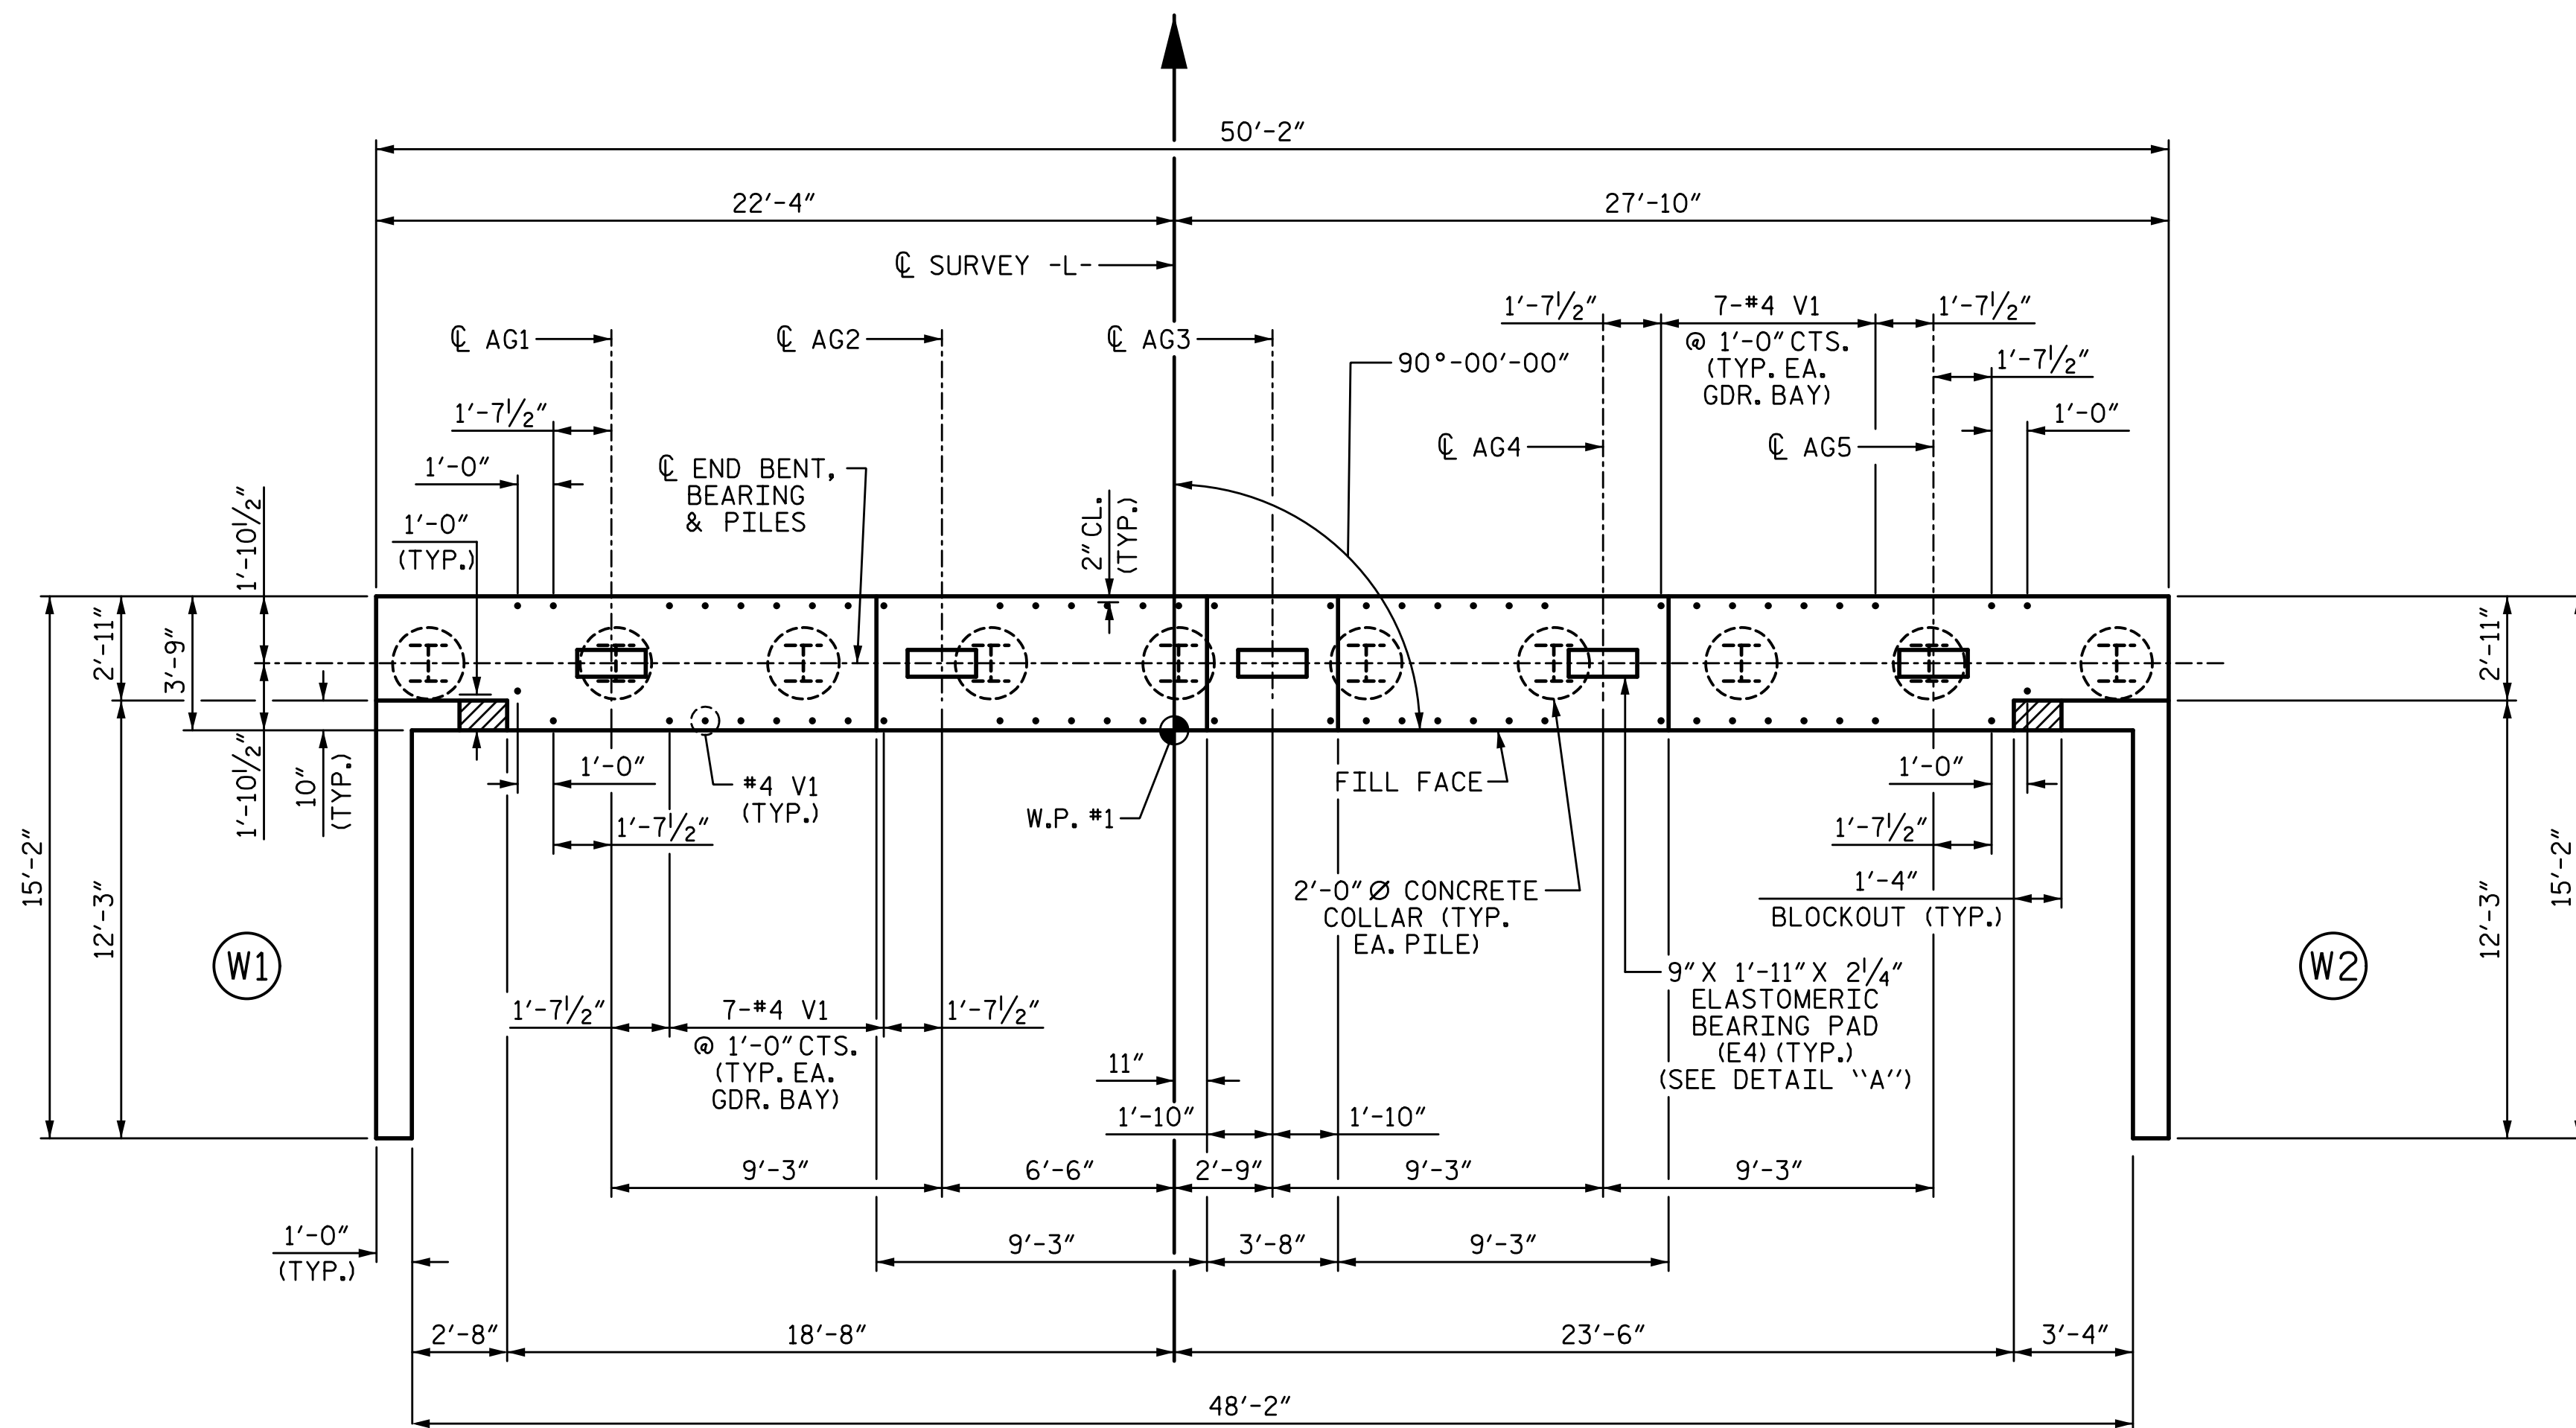 50'-2"
22'-4"
27'-10"
℄ SURVEY -L-
1'-7½"
7-#4 V1
1'-7½"
@ 1'-0" CTS.
(TYP. EA.
GDR. BAY)
℄ AG1
℄ AG2
℄ AG3
90°-00'-00"
1'-7½"
1'-7½"
1'-0"
℄ AG4
℄ AG5
1'-0"
℄ END BENT,
BEARING
& PILES
2" CL.
(TYP.)
1'-0"
(TYP.)
1'-10½"
2'-11"
3'-9"
2'-11"
1'-10½"
10"
(TYP.)
1'-0"
#4 V1
(TYP.)
1'-7½"
W.P. #1
FILL FACE
1'-0"
1'-7½"
15'-2"
12'-3"
W1
2'-0" Ø CONCRETE
COLLAR (TYP.
EA. PILE)
1'-4"
BLOCKOUT (TYP.)
W2
12'-3"
15'-2"
9" X 1'-11" X 2¼"
ELASTOMERIC
BEARING PAD
(E4) (TYP.)
(SEE DETAIL "A")
1'-7½"
7-#4 V1
1'-7½"
@ 1'-0" CTS.
(TYP. EA.
GDR. BAY)
11"
1'-10"
1'-10"
9'-3"
6'-6"
2'-9"
9'-3"
9'-3"
1'-0"
(TYP.)
9'-3"
3'-8"
9'-3"
2'-8"
18'-8"
23'-6"
3'-4"
48'-2"